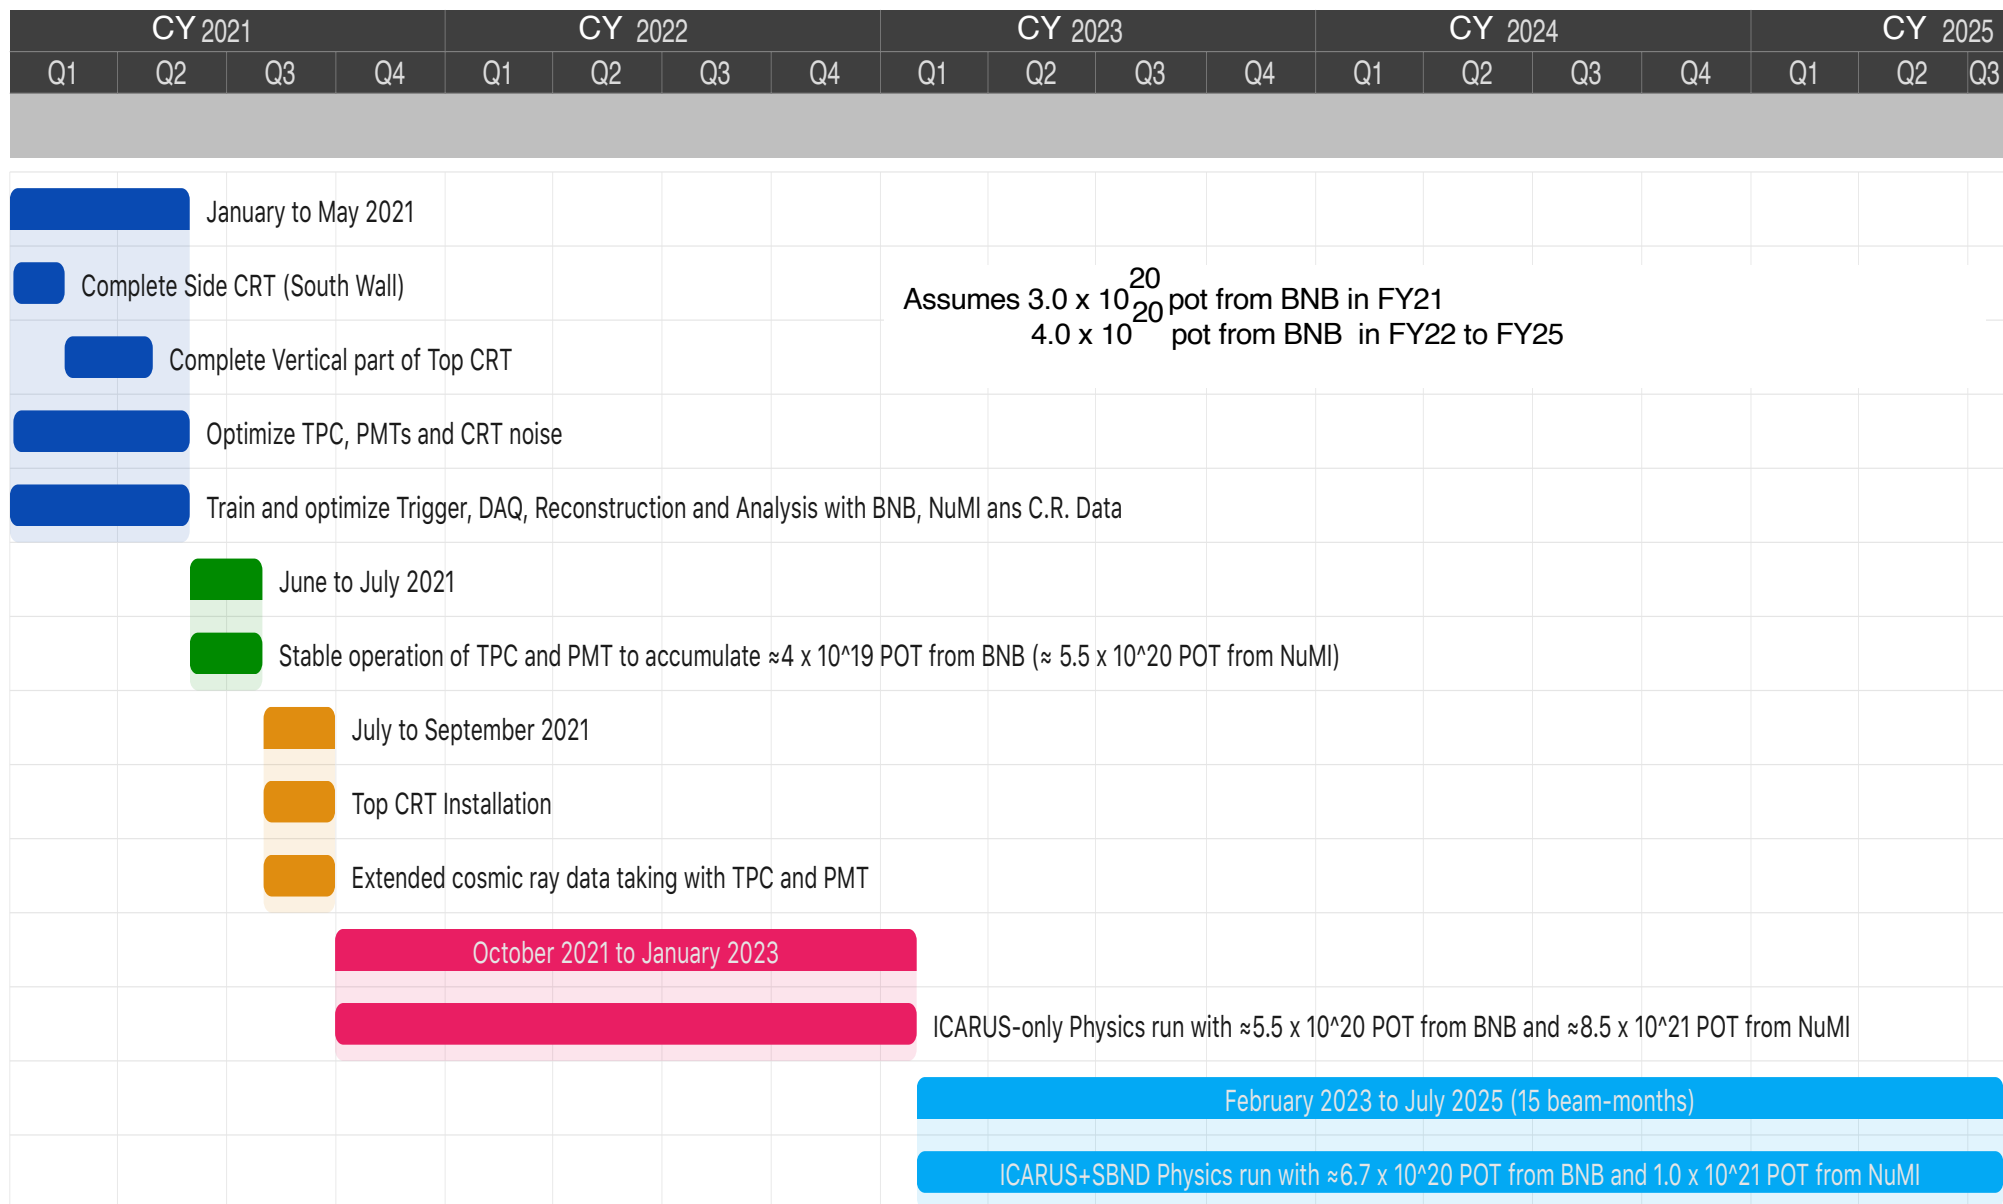 CY 2021 CY 2022 CY 2023 CY 2024 CY 2025
Q1 Q2 Q3 Q4 Q1 Q2 Q3 Q4 Q1 Q2 Q3 Q4 Q1 Q2 Q3 Q4 Q1 Q2 Q3
January to May 2021
Complete Side CRT (South Wall)
Assumes 3.0 x 10^20 pot from BNB in FY21
4.0 x 10^20 pot from BNB in FY22 to FY25
Complete Vertical part of Top CRT
Optimize TPC, PMTs and CRT noise
Train and optimize Trigger, DAQ, Reconstruction and Analysis with BNB, NuMI ans C.R. Data
June to July 2021
Stable operation of TPC and PMT to accumulate ≈4 x 10^19 POT from BNB (≈ 5.5 x 10^20 POT from NuMI)
July to September 2021
Top CRT Installation
Extended cosmic ray data taking with TPC and PMT
October 2021 to January 2023
ICARUS-only Physics run with ≈5.5 x 10^20 POT from BNB and ≈8.5 x 10^21 POT from NuMI
February 2023 to July 2025 (15 beam-months)
ICARUS+SBND Physics run with ≈6.7 x 10^20 POT from BNB and 1.0 x 10^21 POT from NuMI